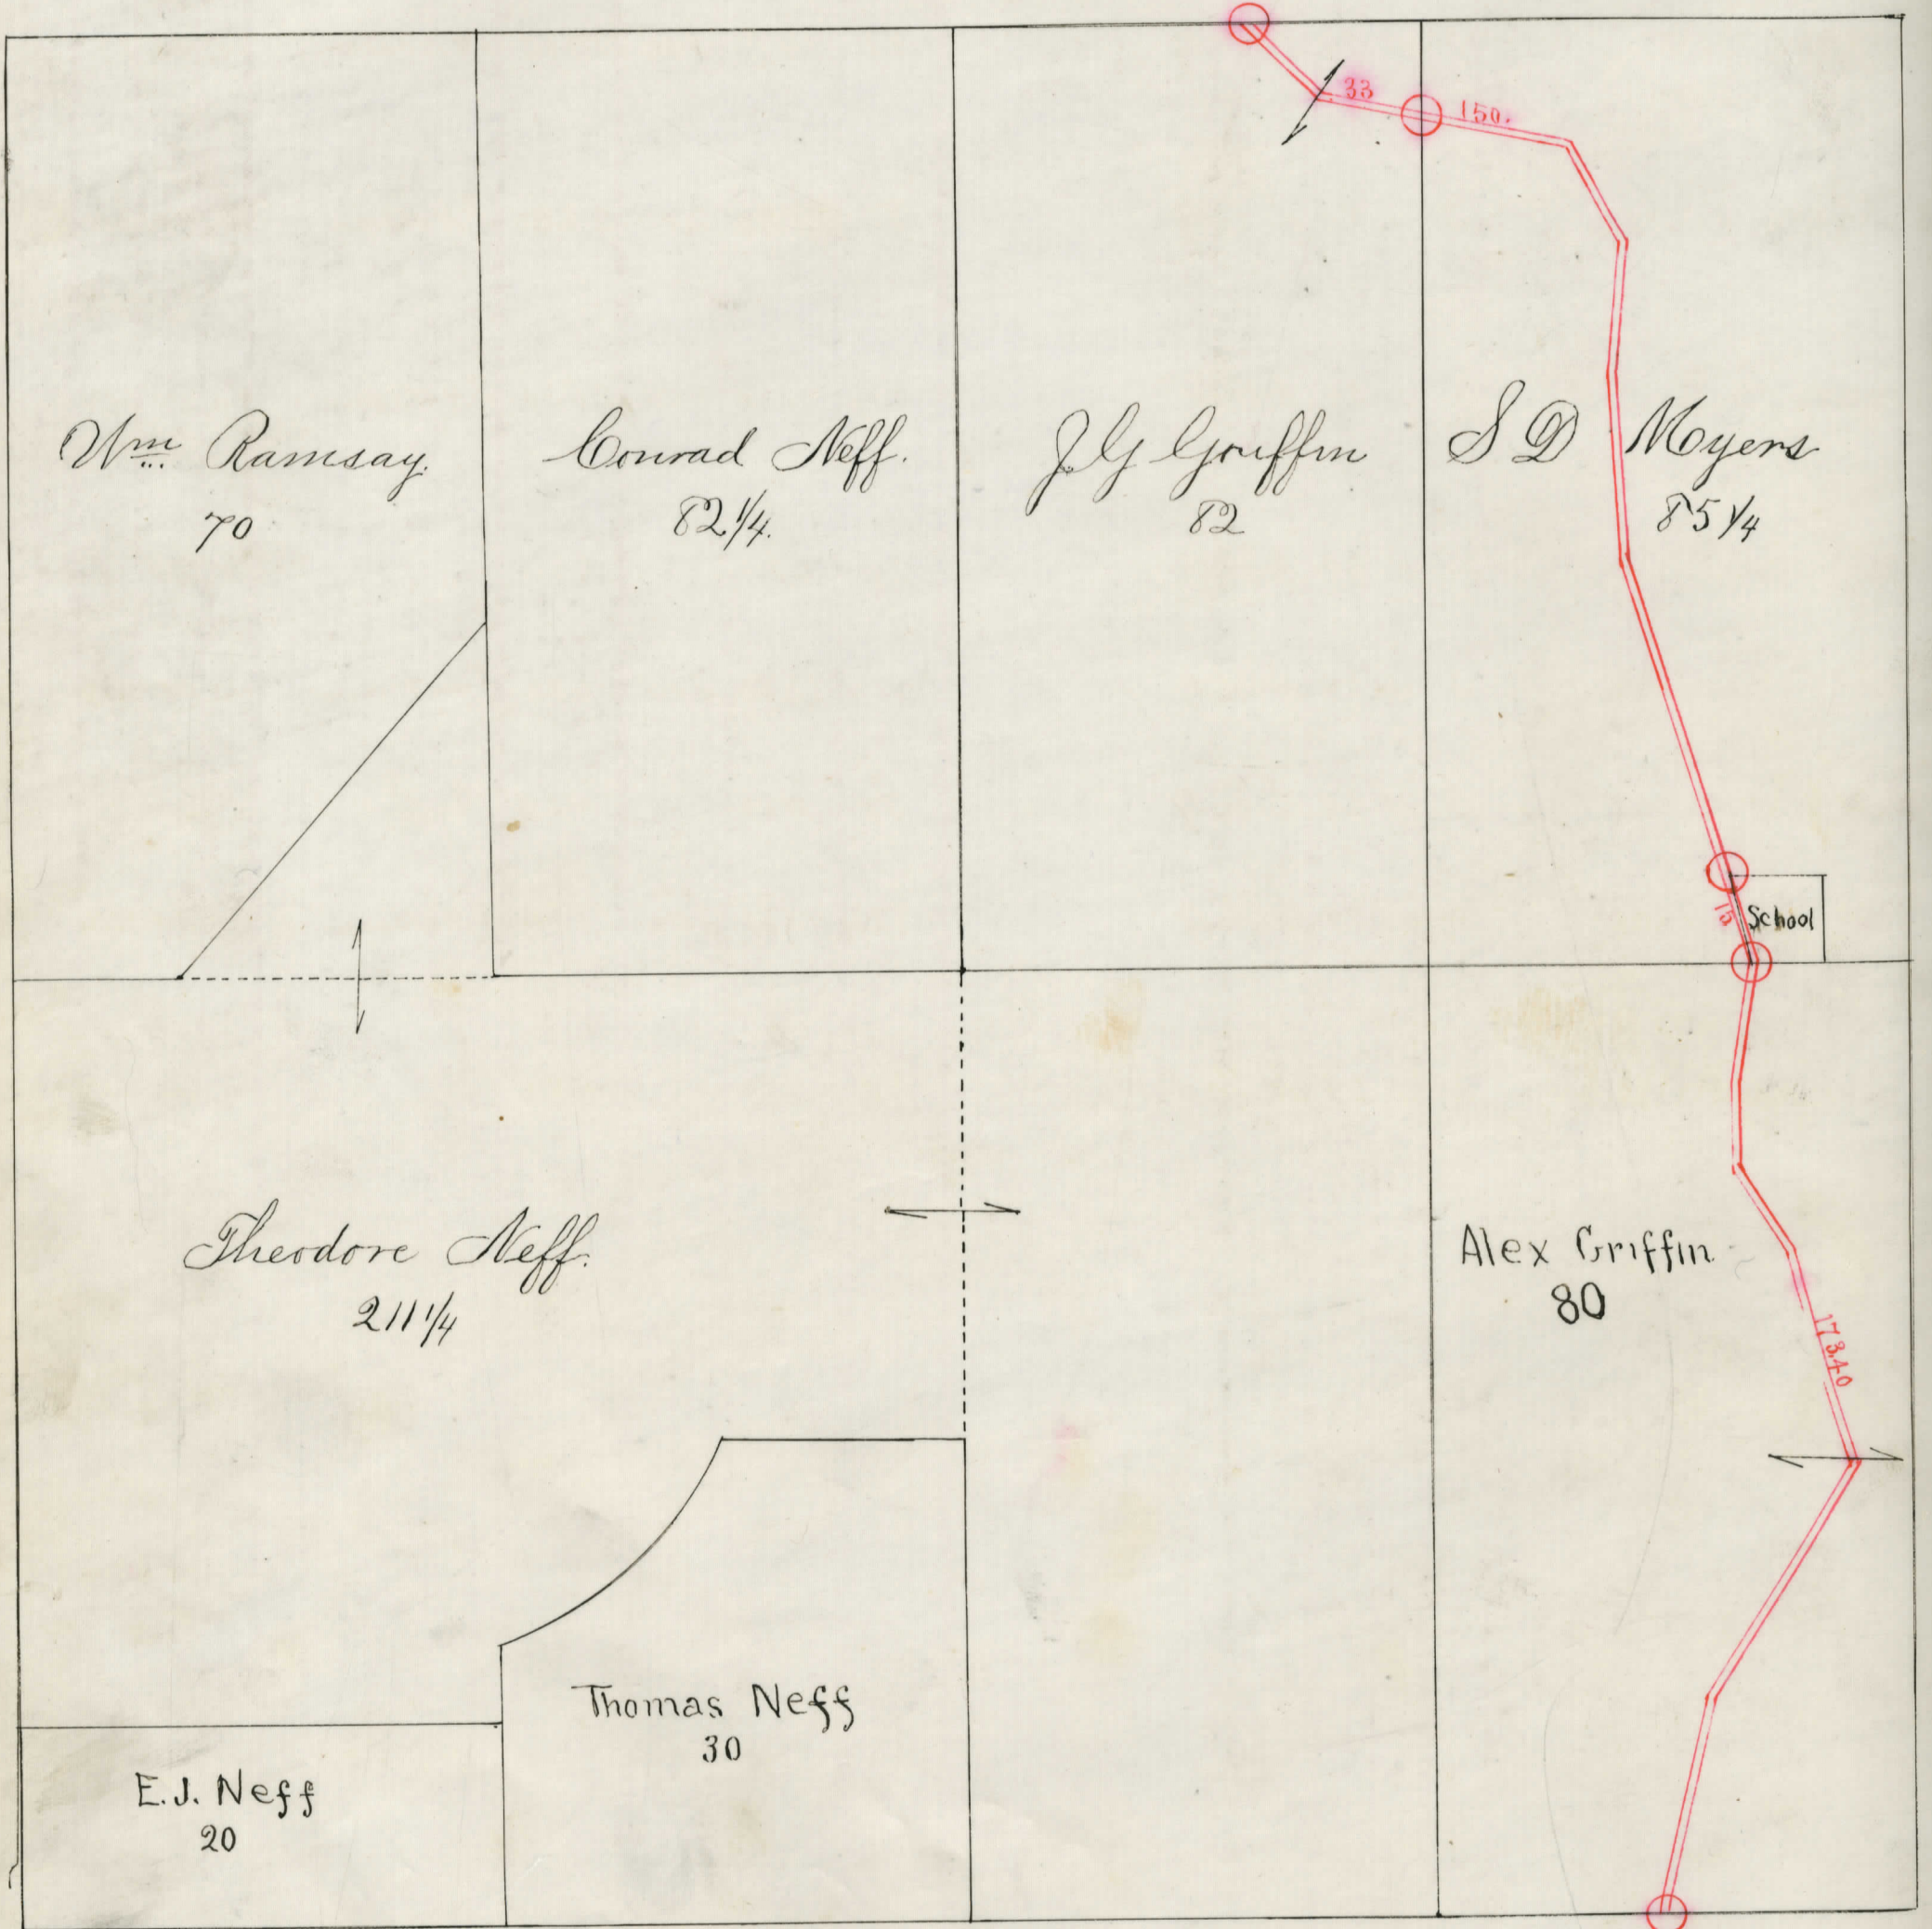 33
150.
Wm. Ramsay.
70
Conrad Neff.
82 1/4.
J. G Griffin
82
S D Myers
85 1/4
15
School
Theodore Neff.
211 1/4
Alex Griffin
80
173.40
Thomas Neff
30
E.J. Neff
20